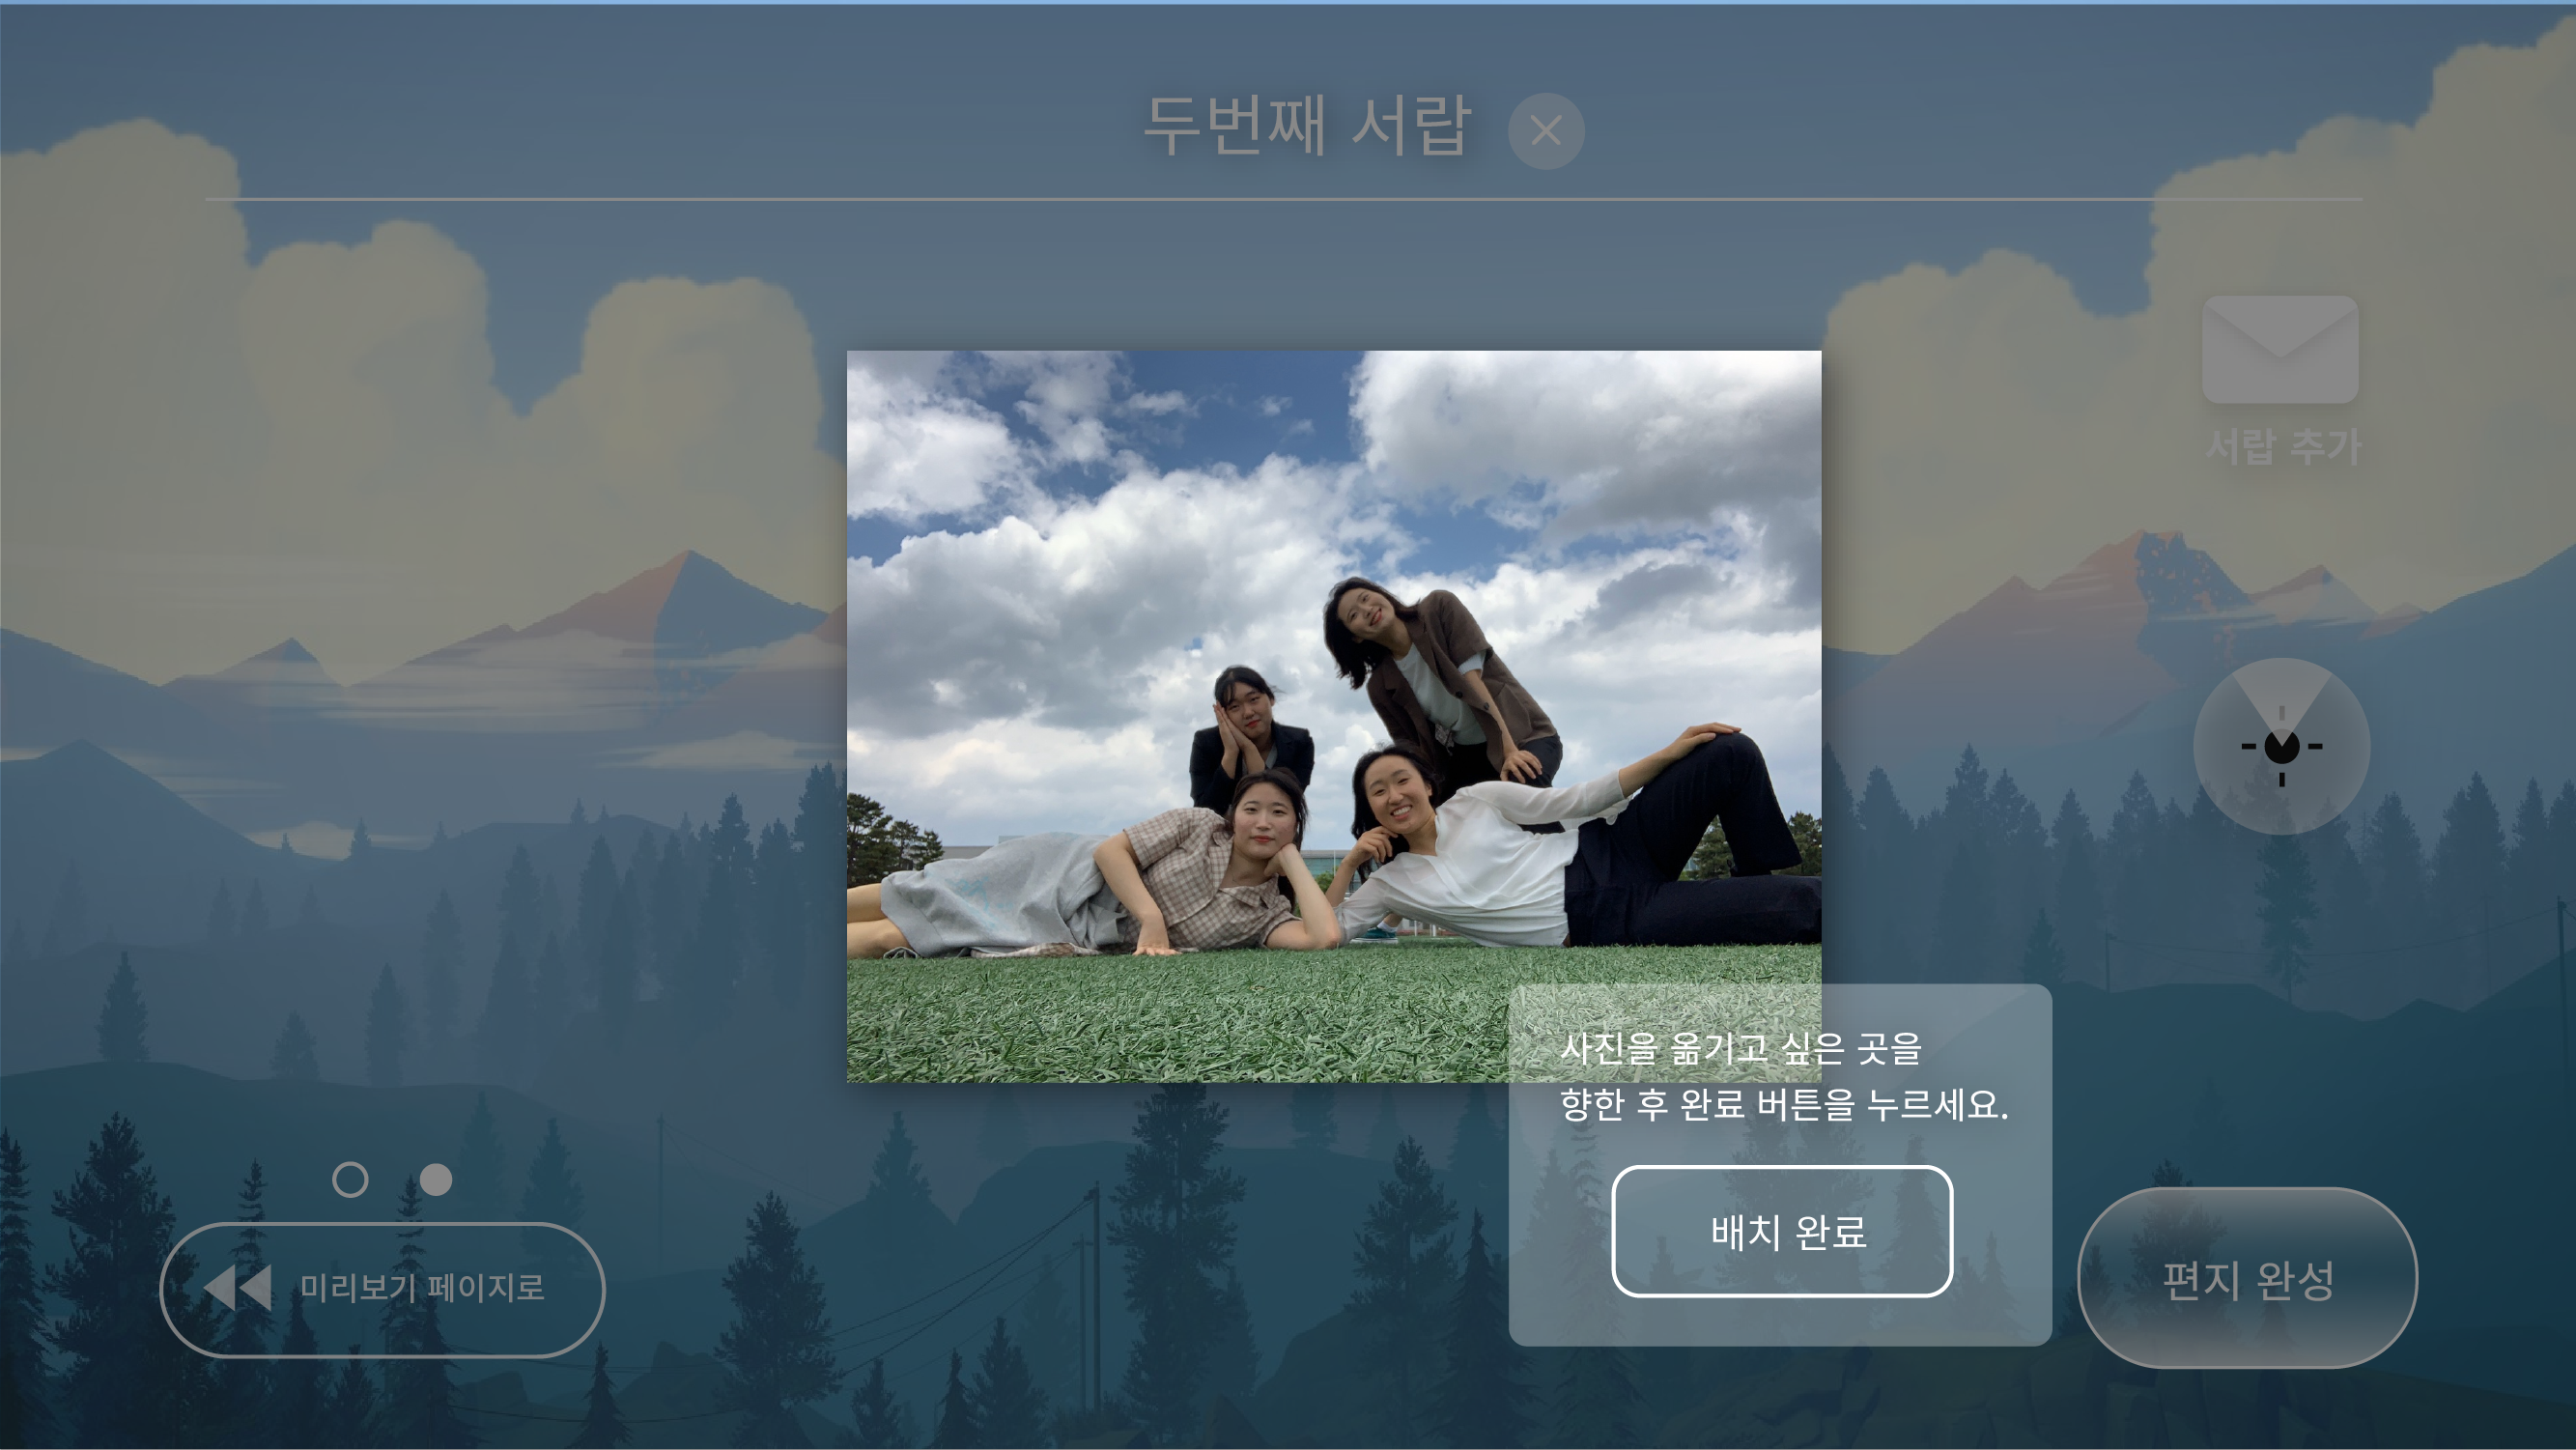 두번째 서랍
서랍 추가
사진을 옮기고 싶은 곳을
향한 후 완료 버튼을 누르세요.
배치 완료
미리보기 페이지로
편지 완성